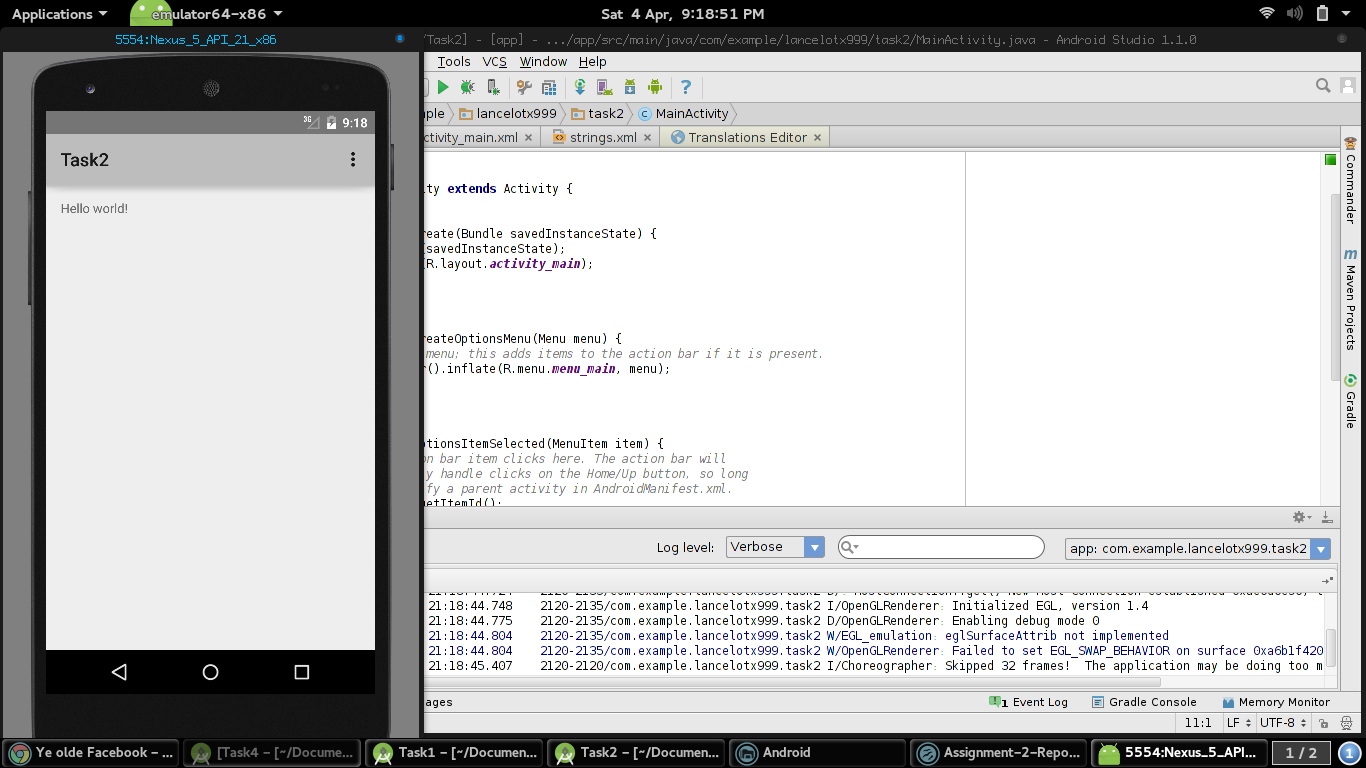 Applications emulator64-x86 Sat 4 Apr, 9:18:51 PM
5554:Nexus_5_API_21_x86
/Task2] - [app] - .../app/src/main/java/com/example/lancelotx999/task2/MainActivity.java - Android Studio 1.1.0
Tools VCS Window Help
ple lancelotx999 task2 MainActivity
ctivity_main.xml strings.xml Translations Editor
3G 9:18
Task2
Hello world!
ity extends Activity {
reate(Bundle savedInstanceState) {
(savedInstanceState);
(R.layout.activity_main);
reateOptionsMenu(Menu menu) {
menu; this adds items to the action bar if it is present.
r().inflate(R.menu.menu_main, menu);
ptionsItemSelected(MenuItem item) {
on bar item clicks here. The action bar will
y handle clicks on the Home/Up button, so long
fy a parent activity in AndroidManifest.xml.
getItemId();
Commander
Maven Projects
Gradle
Log level: Verbose app: com.example.lancelotx999.task2
21:18:44.748 2120-2135/com.example.lancelotx999.task2 I/OpenGLRenderer: Initialized EGL, version 1.4
21:18:44.775 2120-2135/com.example.lancelotx999.task2 D/OpenGLRenderer: Enabling debug mode 0
21:18:44.804 2120-2135/com.example.lancelotx999.task2 W/EGL_emulation: eglSurfaceAttrib not implemented
21:18:44.804 2120-2135/com.example.lancelotx999.task2 W/OpenGLRenderer: Failed to set EGL_SWAP_BEHAVIOR on surface 0xa6b1f420
21:18:45.407 2120-2120/com.example.lancelotx999.task2 I/Choreographer: Skipped 32 frames! The application may be doing too m
ages 1 Event Log Gradle Console Memory Monitor
11:1 LF UTF-8
Ye olde Facebook – ... [Task4 – [~/Docume... Task1 – [~/Documen... Task2 – [~/Documen... Android Assignment-2-Repo... 5554:Nexus_5_API... 1 / 2 1